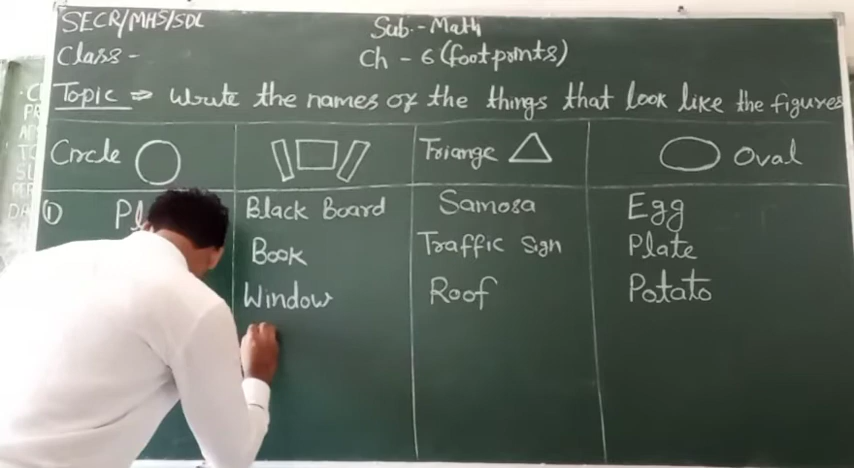 SECR/MHS/SDL
Sub.- Math
Class -
Ch - 6 (footprints)
Topic ⇒ write the names of the things that look like the figures
Circle
Triange
Oval
①
Black Board
Samosa
Egg
Book
Traffic Sign
Plate
Window
Roof
Potato